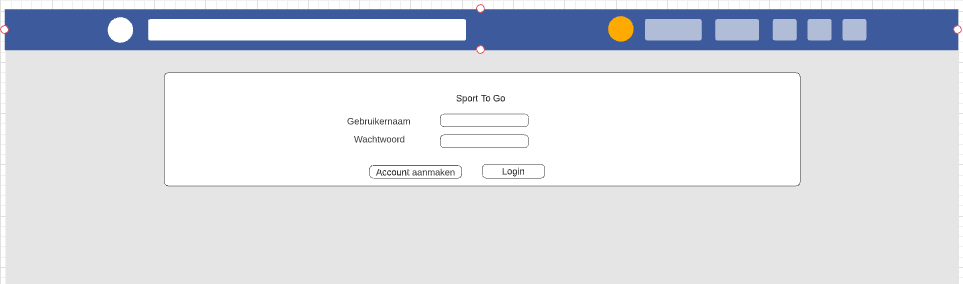 Sport To Go
Gebruikernaam
Wachtwoord
Account aanmaken
Login